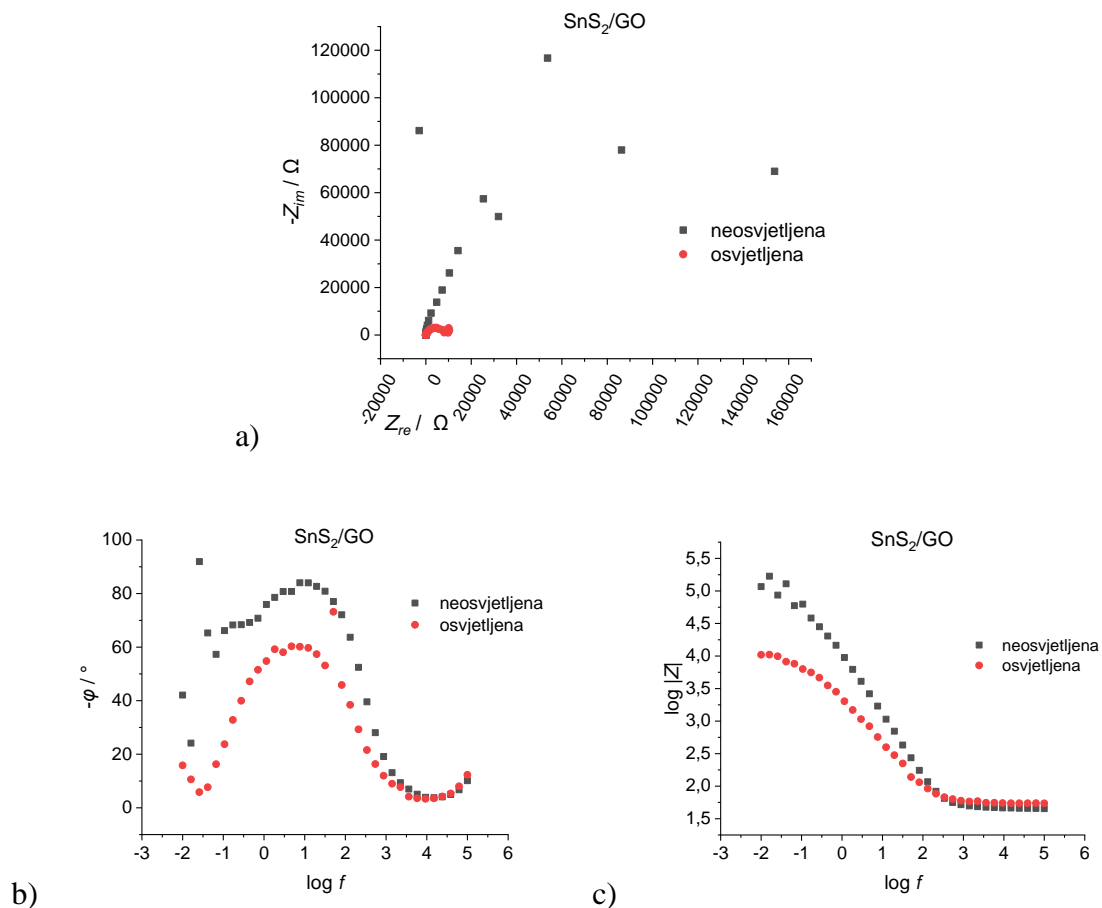 SnS₂/GO
120000
100000
80000
60000
40000
20000
0
-Z_im / Ω
neosvjetljena
osvjetljena
-20000 0 20000 40000 60000 80000 100000 120000 140000 160000
Z_re / Ω
a)
SnS₂/GO
100
80
60
40
20
0
-φ / °
neosvjetljena
osvjetljena
-3 -2 -1 0 1 2 3 4 5 6
log f
b)
SnS₂/GO
5,5
5,0
4,5
4,0
3,5
3,0
2,5
2,0
1,5
log |Z|
neosvjetljena
osvjetljena
-3 -2 -1 0 1 2 3 4 5 6
log f
c)